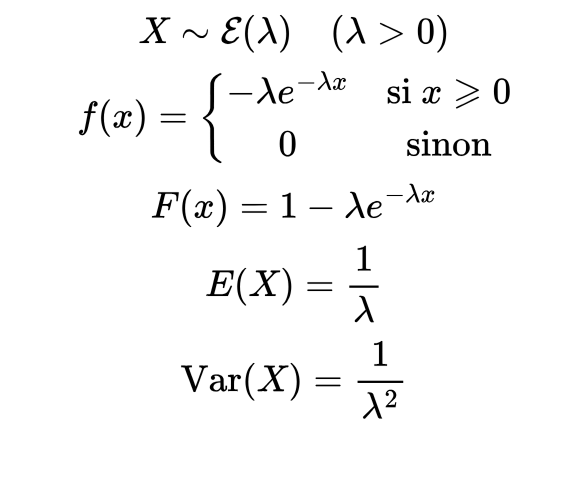 X ∼ ℰ(λ) (λ > 0)
f(x) = { −λe^{−λx} si x ⩾ 0
0 sinon
F(x) = 1 − λe^{−λx}
E(X) = 1/λ
Var(X) = 1/λ²